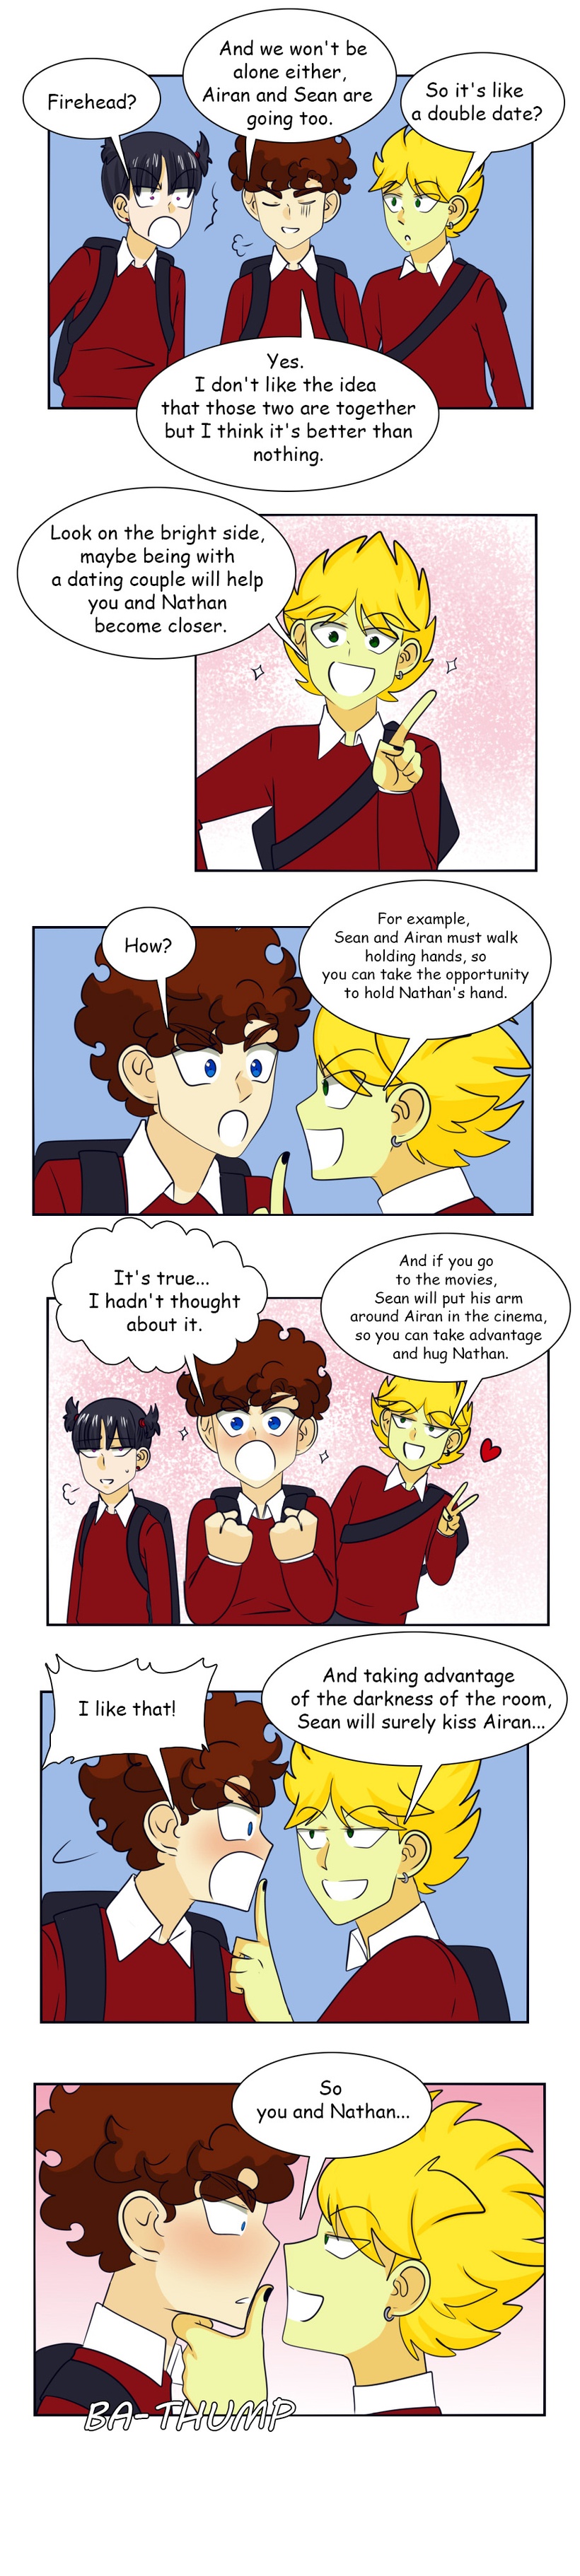 Firehead?
And we won't be
alone either,
Airan and Sean are
going too.
So it's like
a double date?
Yes.
I don't like the idea
that those two are together
but I think it's better than
nothing.
Look on the bright side,
maybe being with
a dating couple will help
you and Nathan
become closer.
How?
For example,
Sean and Airan must walk
holding hands, so
you can take the opportunity
to hold Nathan's hand.
It's true...
I hadn't thought
about it.
And if you go
to the movies,
Sean will put his arm
around Airan in the cinema,
so you can take advantage
and hug Nathan.
I like that!
And taking advantage
of the darkness of the room,
Sean will surely kiss Airan...
So
you and Nathan...
BA-THUMP